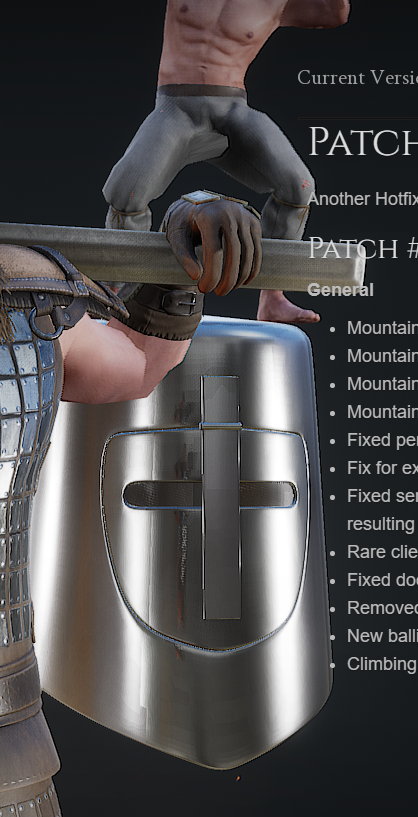 Current Versi
PATCH
Another Hotfix
PATCH #
General
Mountain
Mountain
Mountain
Mountain
Fixed per
Fix for ex
Fixed ser
resulting
Rare clie
Fixed doo
Removed
New balli
Climbing